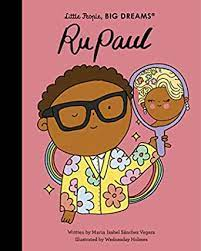 Little People, BIG DREAMS®
RuPaul
Written by Maria Isabel Sánchez Vegara
Illustrated by Wednesday Holmes